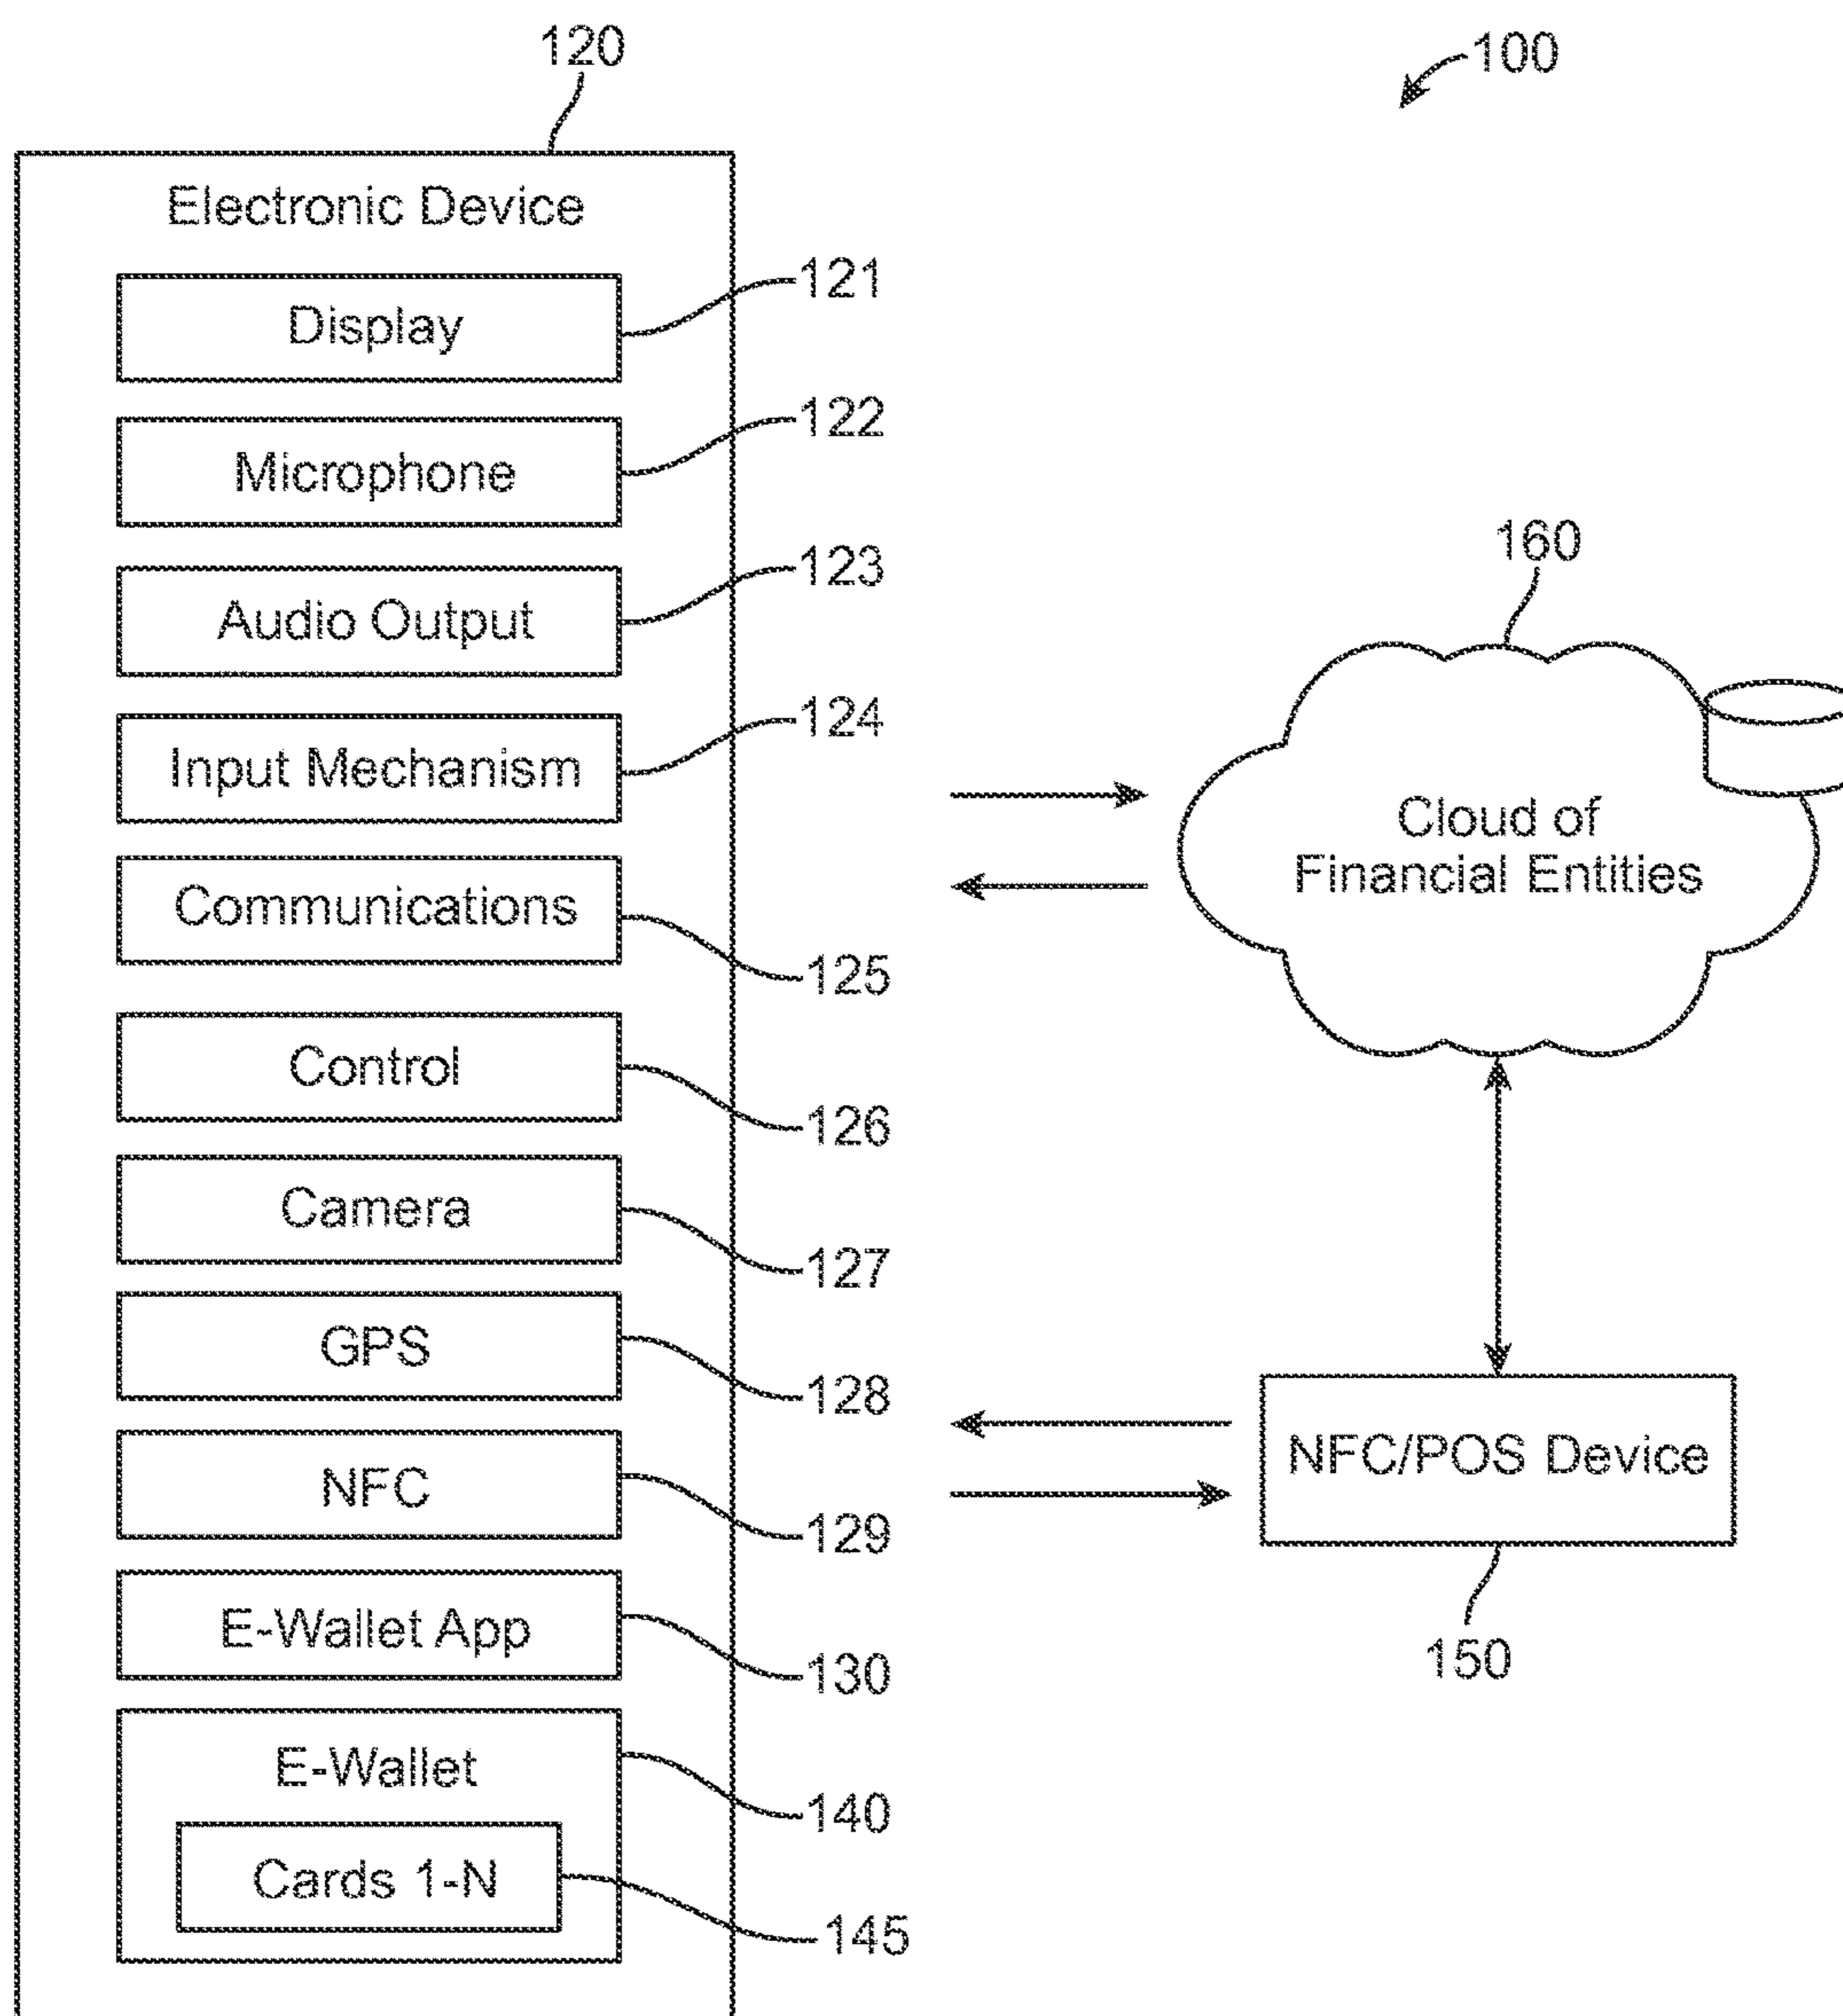 120
100
Electronic Device
Display
121
Microphone
122
Audio Output
123
Input Mechanism
124
Communications
125
Control
126
Camera
127
GPS
128
NFC
129
E-Wallet App
130
E-Wallet
140
Cards 1-N
145
160
Cloud of
Financial Entities
NFC/POS Device
150